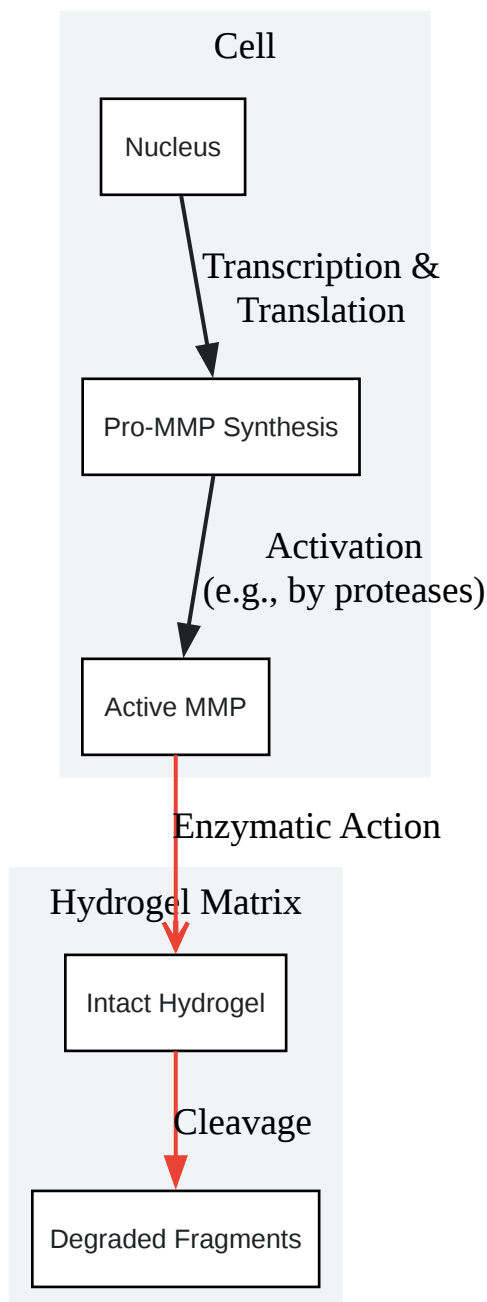 Cell
Nucleus
Transcription &
Translation
Pro-MMP Synthesis
Activation
(e.g., by proteases)
Active MMP
Enzymatic Action
Hydrogel Matrix
Intact Hydrogel
Cleavage
Degraded Fragments